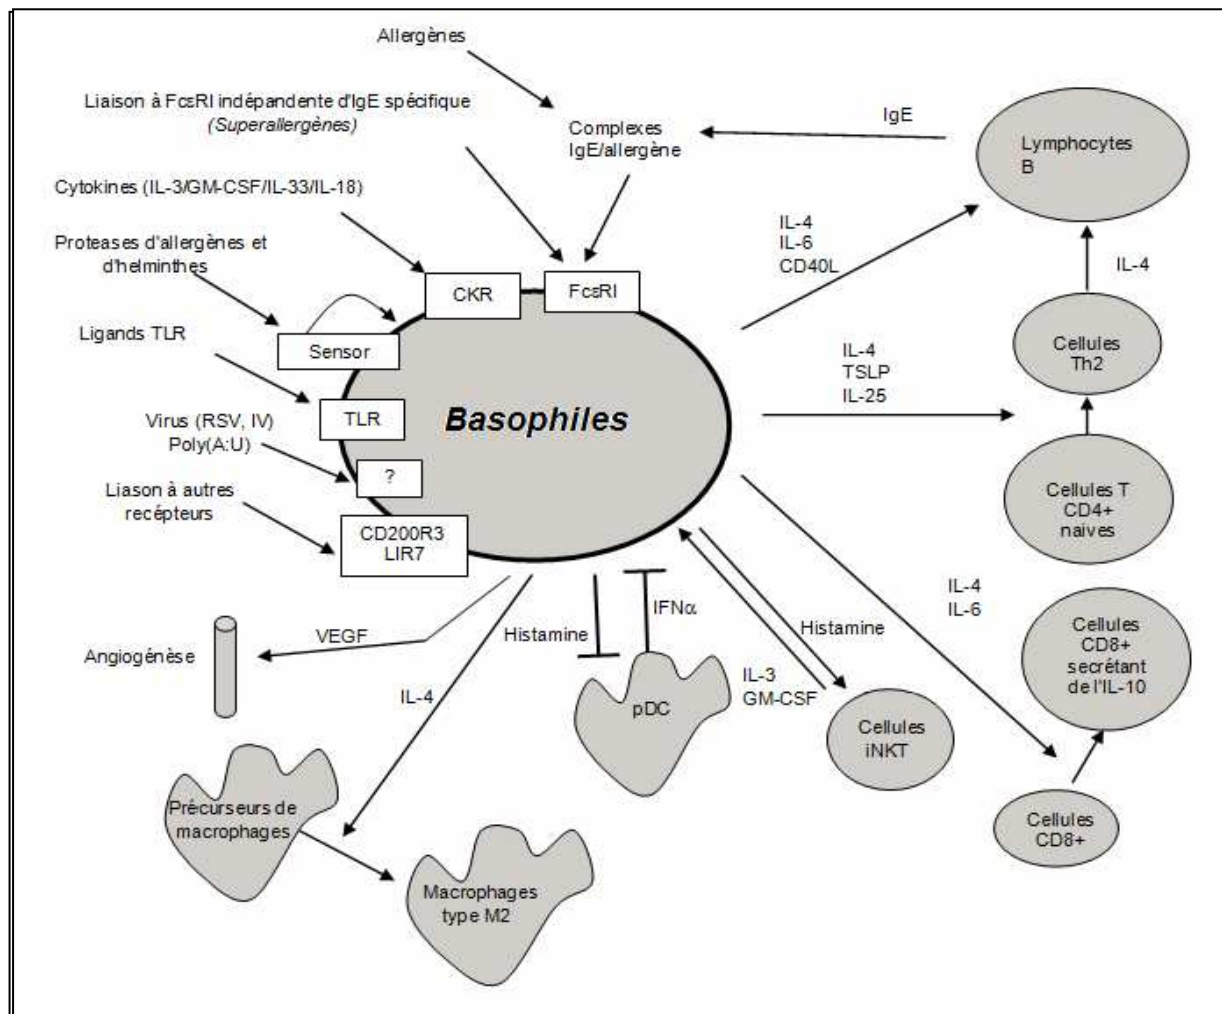 Allergènes
Liaison à FcεRI indépandente d'IgE spécifique
(Superallergènes)
Complexes
IgE/allergène
IgE
Lymphocytes
B
Cytokines (IL-3/GM-CSF/IL-33/IL-18)
Proteases d'allergènes et
d'helminthes
IL-4
IL-6
CD40L
IL-4
CKR
FcεRI
Ligands TLR
Sensor
IL-4
TSLP
IL-25
Cellules
Th2
TLR
Basophiles
Virus (RSV, IV)
Poly(A:U)
?
Liason à autres
recépteurs
CD200R3
LIR7
Cellules T
CD4+
naives
IL-4
IL-6
VEGF
Angiogénèse
Histamine
IFNα
Histamine
Cellules
CD8+
secrétant
de l'IL-10
IL-4
pDC
IL-3
GM-CSF
Cellules
iNKT
Précurseurs de
macrophages
Cellules
CD8+
Macrophages
type M2